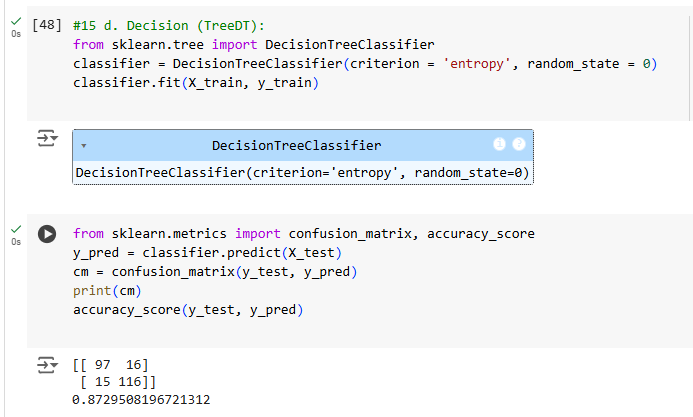 [48] #15 d. Decision (TreeDT):
from sklearn.tree import DecisionTreeClassifier
classifier = DecisionTreeClassifier(criterion = 'entropy', random_state = 0)
classifier.fit(X_train, y_train)
0s
DecisionTreeClassifier i ?
DecisionTreeClassifier(criterion='entropy', random_state=0)
from sklearn.metrics import confusion_matrix, accuracy_score
0s
y_pred = classifier.predict(X_test)
cm = confusion_matrix(y_test, y_pred)
print(cm)
accuracy_score(y_test, y_pred)
[[ 97  16]
 [ 15 116]]
0.8729508196721312